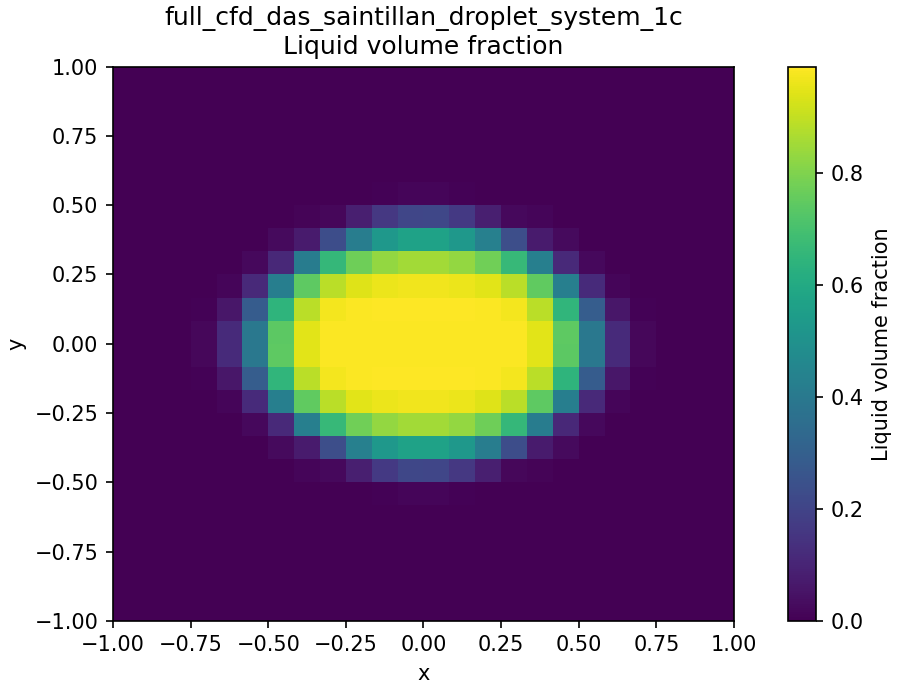 full_cfd_das_saintillan_droplet_system_1c
Liquid volume fraction
1.00
0.75
0.50
0.25
0.00
−0.25
−0.50
−0.75
−1.00
y
−1.00 −0.75 −0.50 −0.25 0.00 0.25 0.50 0.75 1.00
x
0.8
0.6
0.4
0.2
0.0
Liquid volume fraction